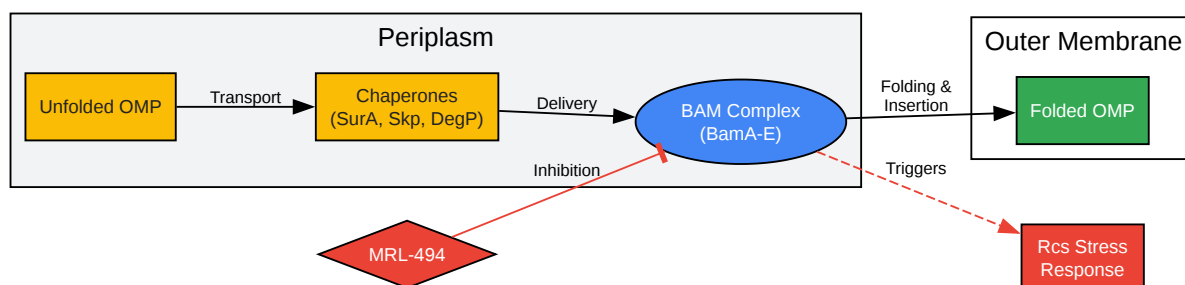 Periplasm
Outer Membrane
Unfolded OMP
Transport
Chaperones
(SurA, Skp, DegP)
Delivery
BAM Complex
(BamA-E)
Folding &
Insertion
Folded OMP
Inhibition
Triggers
MRL-494
Rcs Stress
Response